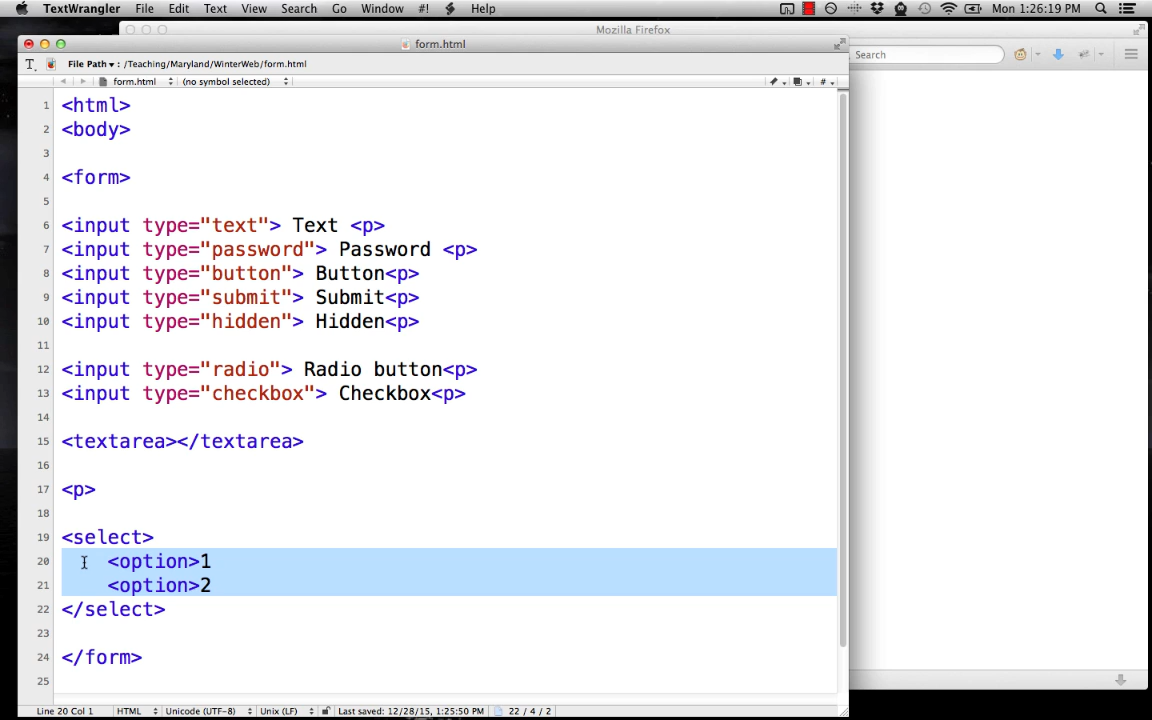 TextWrangler File Edit Text View Search Go Window #! Help Mon 1:26:19 PM
Mozilla Firefox
form.html
File Path ▾ : /Teaching/Maryland/WinterWeb/form.html
form.html (no symbol selected)
Search
1 <html>
2 <body>
3
4 <form>
5
6 <input type="text"> Text <p>
7 <input type="password"> Password <p>
8 <input type="button"> Button<p>
9 <input type="submit"> Submit<p>
10 <input type="hidden"> Hidden<p>
11
12 <input type="radio"> Radio button<p>
13 <input type="checkbox"> Checkbox<p>
14
15 <textarea></textarea>
16
17 <p>
18
19 <select>
20 <option>1
21 <option>2
22 </select>
23
24 </form>
25
Line 20 Col 1 HTML Unicode (UTF-8) Unix (LF) Last saved: 12/28/15, 1:25:50 PM 22 / 4 / 2